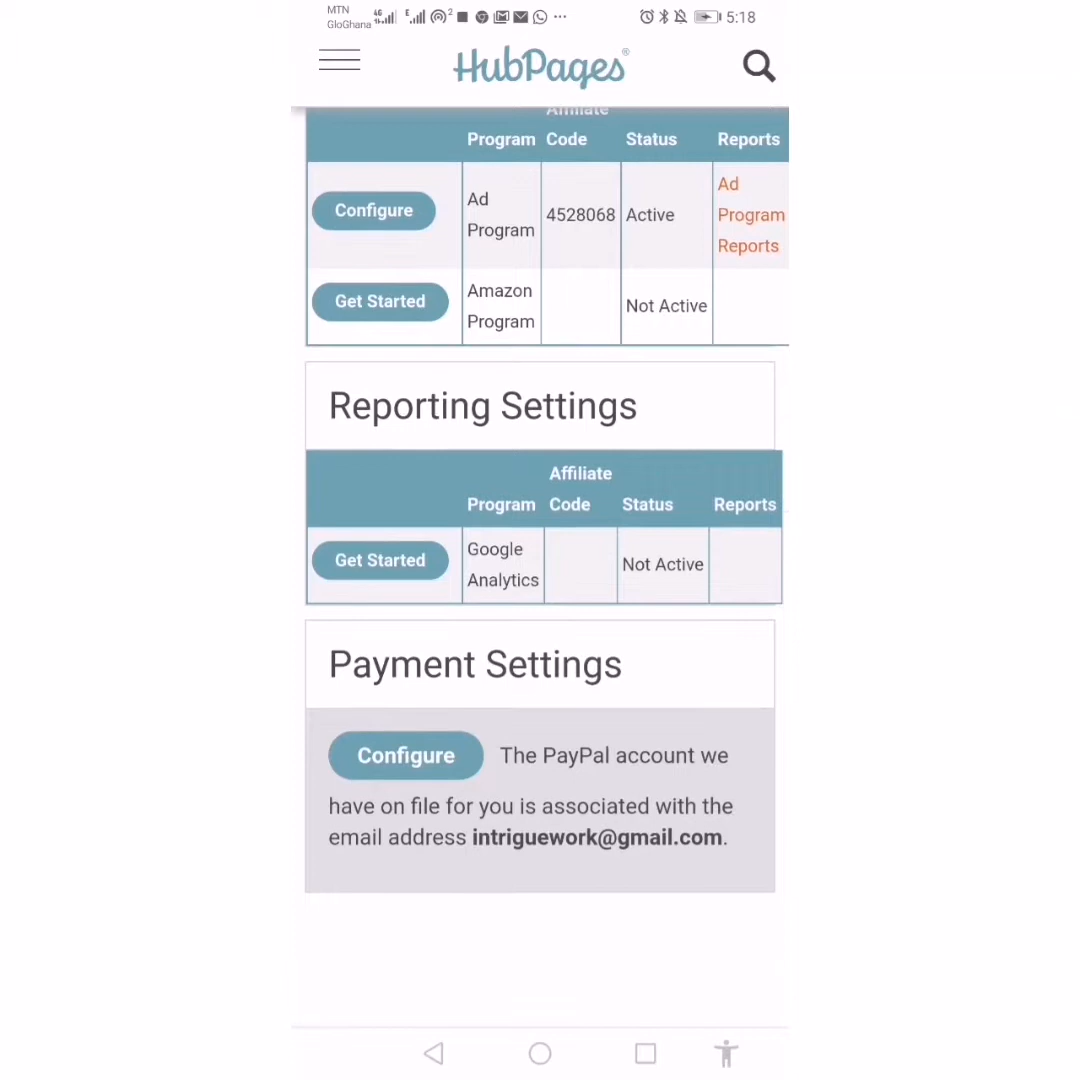 MTN
GloGhana
4G
E
2
5:18
HubPages®
Affiliate
Program Code Status Reports
Configure
Ad
Program
4528068
Active
Ad
Program
Reports
Get Started
Amazon
Program
Not Active
Reporting Settings
Affiliate
Program Code Status Reports
Get Started
Google
Analytics
Not Active
Payment Settings
Configure The PayPal account we
have on file for you is associated with the
email address intriguework@gmail.com.